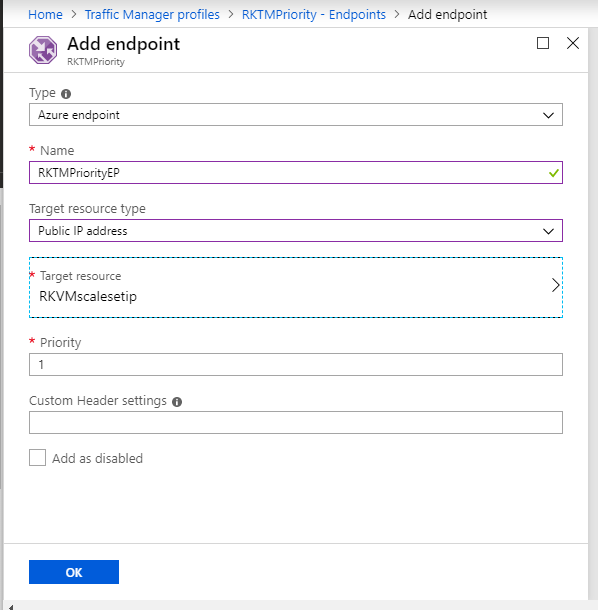 Home > Traffic Manager profiles > RKTMPriority - Endpoints > Add endpoint
Add endpoint
RKTMPriority
Type
Azure endpoint
* Name
RKTMPriorityEP
Target resource type
Public IP address
* Target resource
RKVMscalesetip
* Priority
1
Custom Header settings
Add as disabled
OK